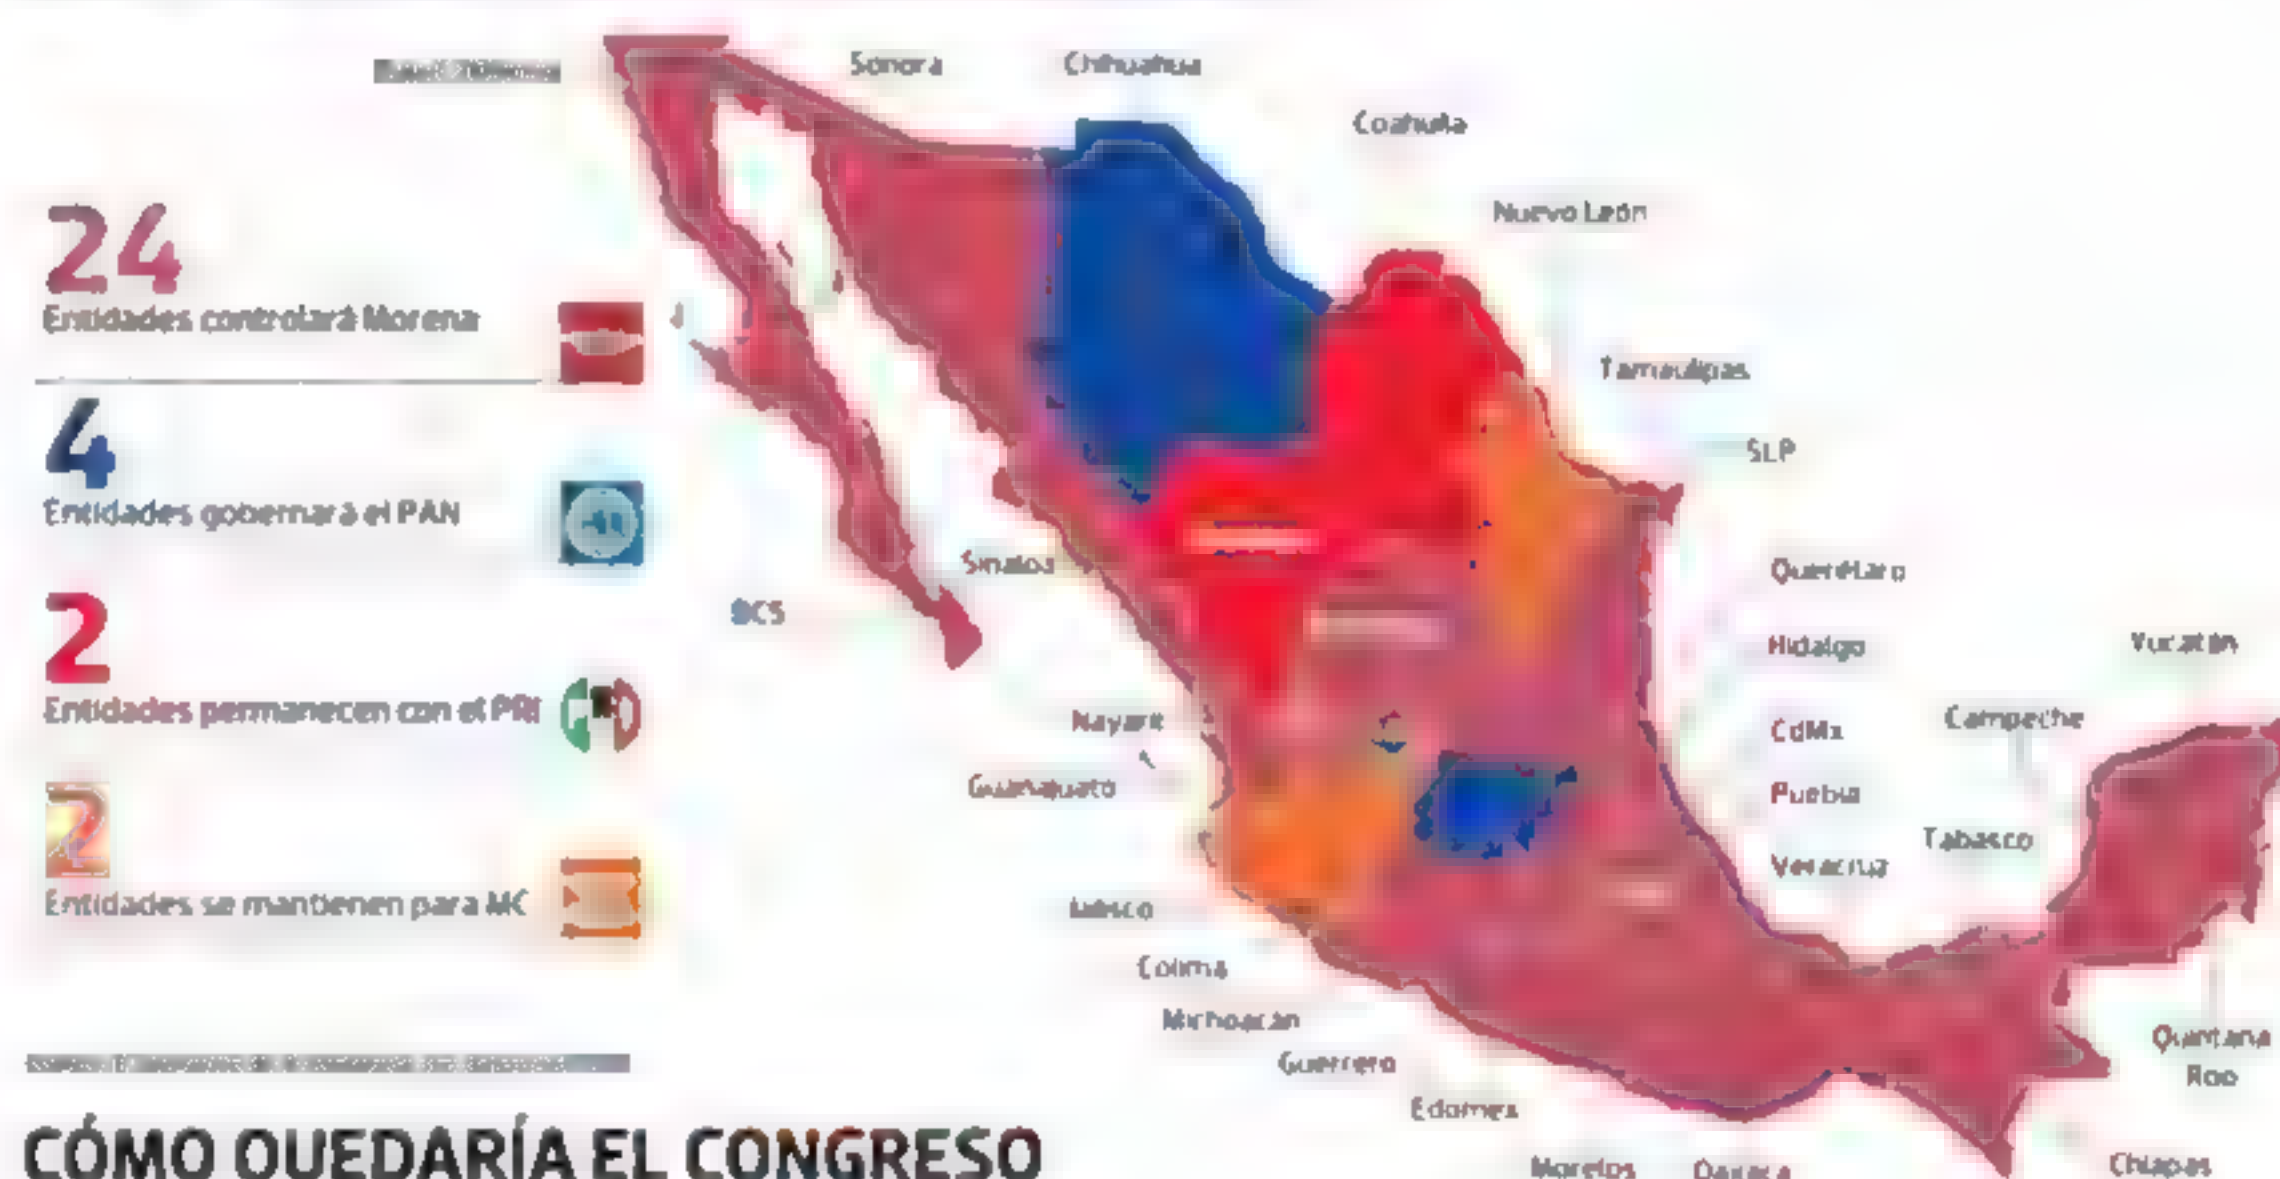 Sonora
Chihuahua
Coahuila
Nuevo León
24
Entidades controlará Morena
Tamaulipas
4
SLP
Entidades gobernará el PAN
Sinaloa
Querétaro
2
BCS
Hidalgo
Yucatán
Entidades permanecen con el PRI
Nayarit
CdMx
Campeche
Guanajuato
Puebla
2
Tabasco
Veracruz
Entidades se mantienen para MC
Jalisco
Colima
Michoacán
Quintana
Roo
Guerrero
Edomex
CÓMO QUEDARÍA EL CONGRESO
Morelos
Oaxaca
Chiapas